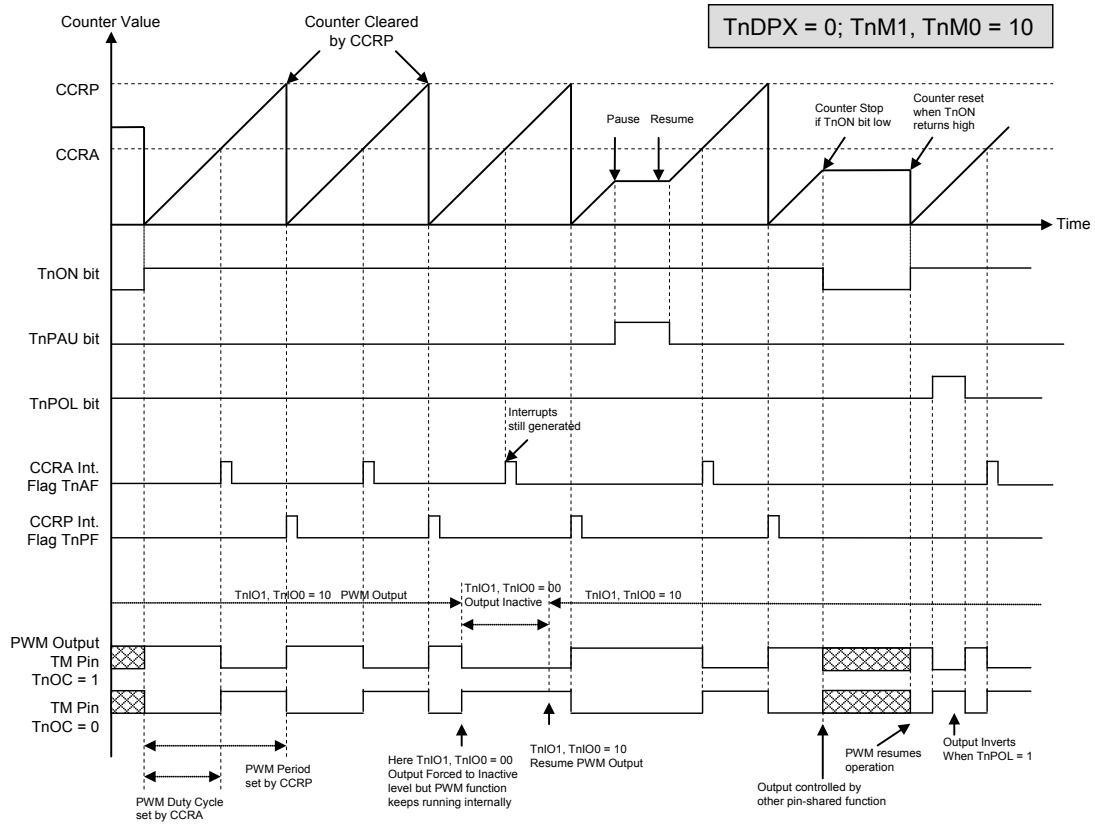 TnDPX = 0; TnM1, TnM0 = 10
Counter Value
Counter Cleared
by CCRP
CCRP
CCRA
Pause
Resume
Counter Stop
if TnON bit low
Counter reset
when TnON
returns high
Time
TnON bit
TnPAU bit
TnPOL bit
Interrupts
still generated
CCRA Int.
Flag TnAF
CCRP Int.
Flag TnPF
TnIO1, TnIO0 = 10 PWM Output
TnIO1, TnIO0 = 00
Output Inactive
TnIO1, TnIO0 = 10
PWM Output
TM Pin
TnOC = 1
TM Pin
TnOC = 0
PWM Duty Cycle
set by CCRA
PWM Period
set by CCRP
Here TnIO1, TnIO0 = 00
Output Forced to Inactive
level but PWM function
keeps running internally
TnIO1, TnIO0 = 10
Resume PWM Output
Output controlled by
other pin-shared function
PWM resumes
operation
Output Inverts
When TnPOL = 1